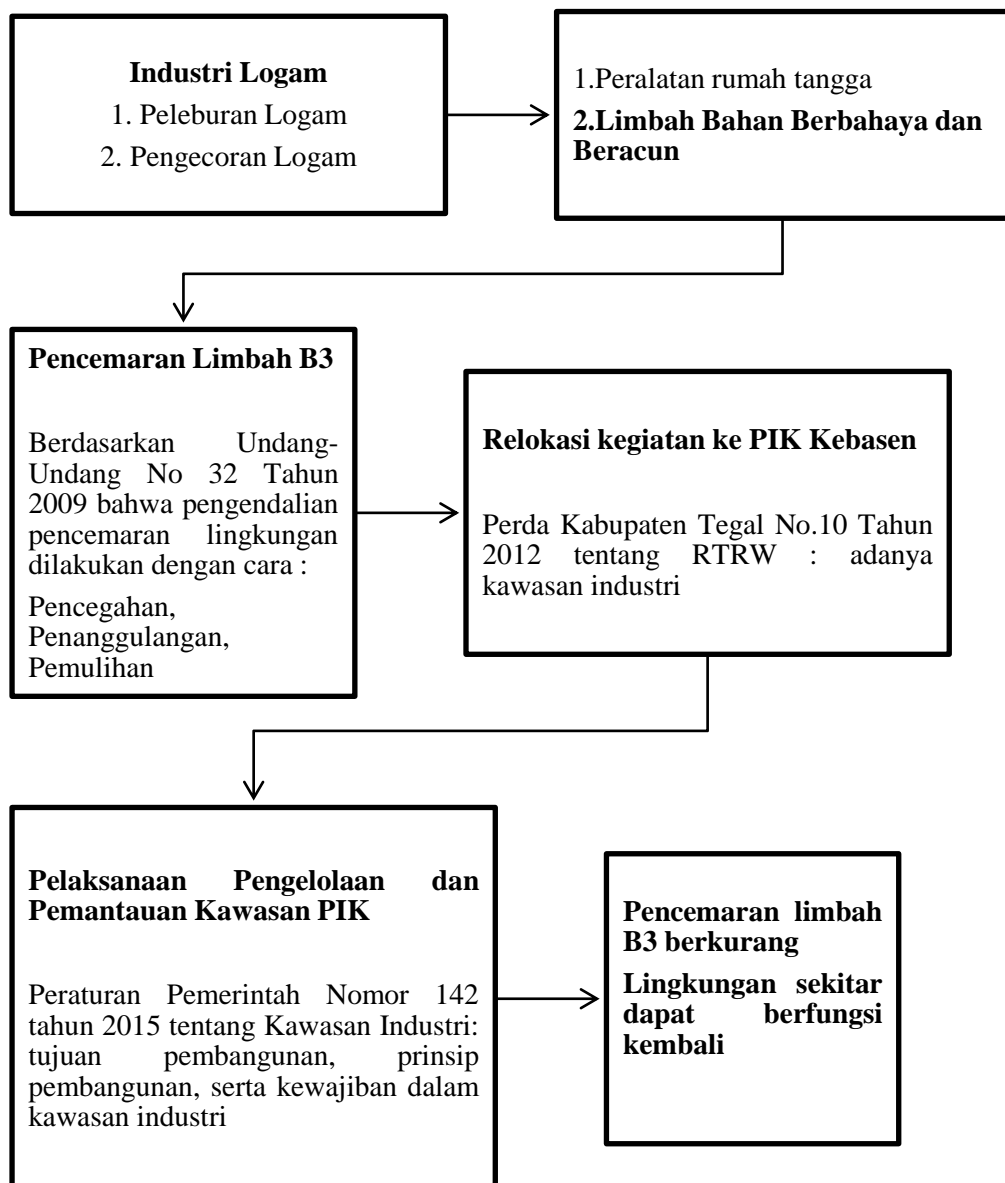 Industri Logam
1. Peleburan Logam
2. Pengecoran Logam
1.Peralatan rumah tangga
2.Limbah Bahan Berbahaya dan
Beracun
Pencemaran Limbah B3
Berdasarkan Undang-
Undang No 32 Tahun
2009 bahwa pengendalian
pencemaran lingkungan
dilakukan dengan cara :
Pencegahan,
Penanggulangan,
Pemulihan
Relokasi kegiatan ke PIK Kebasen
Perda Kabupaten Tegal No.10 Tahun
2012 tentang RTRW : adanya
kawasan industri
Pelaksanaan Pengelolaan dan
Pemantauan Kawasan PIK
Peraturan Pemerintah Nomor 142
tahun 2015 tentang Kawasan Industri:
tujuan pembangunan, prinsip
pembangunan, serta kewajiban dalam
kawasan industri
Pencemaran limbah
B3 berkurang
Lingkungan sekitar
dapat berfungsi
kembali